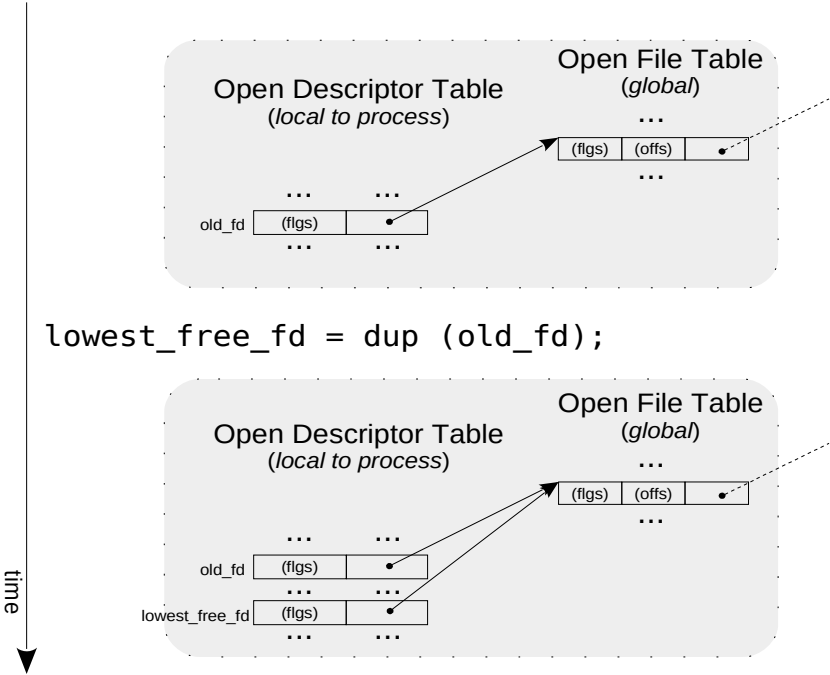 Open File Table
(global)
Open Descriptor Table
(local to process)
...
(flgs) (offs)
...
... ...
old_fd (flgs)
... ...
lowest_free_fd = dup (old_fd);
Open File Table
(global)
Open Descriptor Table
(local to process)
...
(flgs) (offs)
...
... ...
old_fd (flgs)
... ...
lowest_free_fd (flgs)
... ...
time